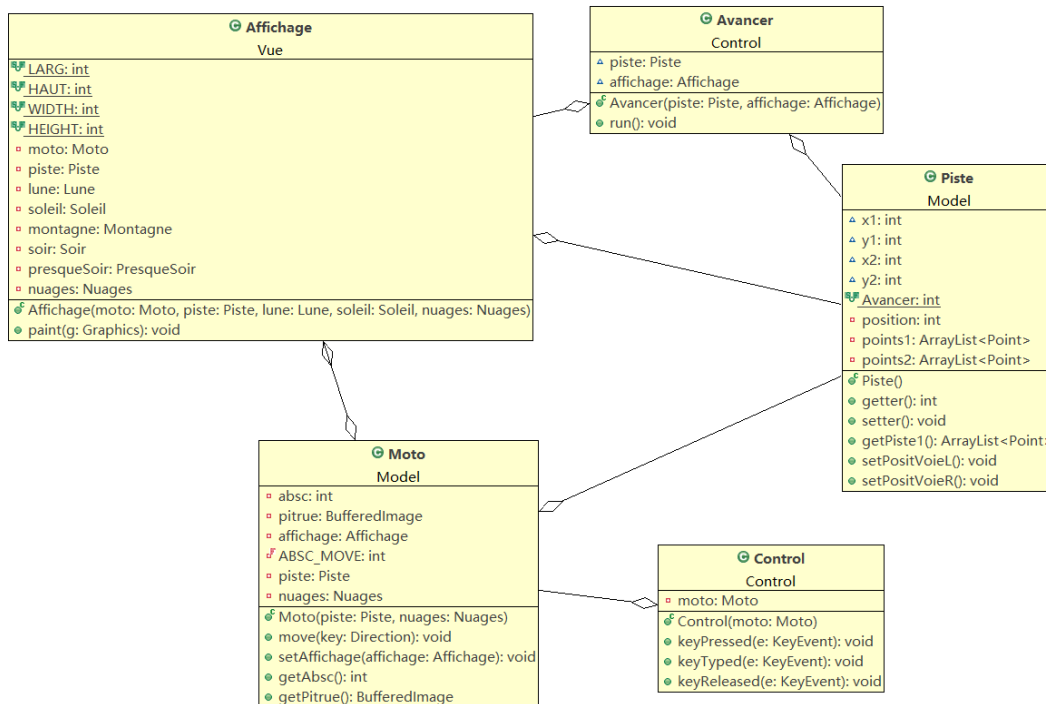 Affichage
Vue
LARG: int
HAUT: int
WIDTH: int
HEIGHT: int
moto: Moto
piste: Piste
lune: Lune
soleil: Soleil
montagne: Montagne
soir: Soir
presqueSoir: PresqueSoir
nuages: Nuages
Affichage(moto: Moto, piste: Piste, lune: Lune, soleil: Soleil, nuages: Nuages)
paint(g: Graphics): void
Avancer
Control
piste: Piste
affichage: Affichage
Avancer(piste: Piste, affichage: Affichage)
run(): void
Piste
Model
x1: int
y1: int
x2: int
y2: int
Avancer: int
position: int
points1: ArrayList<Point>
points2: ArrayList<Point>
Piste()
getter(): int
setter(): void
getPiste1(): ArrayList<Point>
setPositVoieL(): void
setPositVoieR(): void
Moto
Model
absc: int
pitrue: BufferedImage
affichage: Affichage
ABSC_MOVE: int
piste: Piste
nuages: Nuages
Moto(piste: Piste, nuages: Nuages)
move(key: Direction): void
setAffichage(affichage: Affichage): void
getAbsc(): int
getPitrue(): BufferedImage
Control
Control
moto: Moto
Control(moto: Moto)
keyPressed(e: KeyEvent): void
keyTyped(e: KeyEvent): void
keyReleased(e: KeyEvent): void